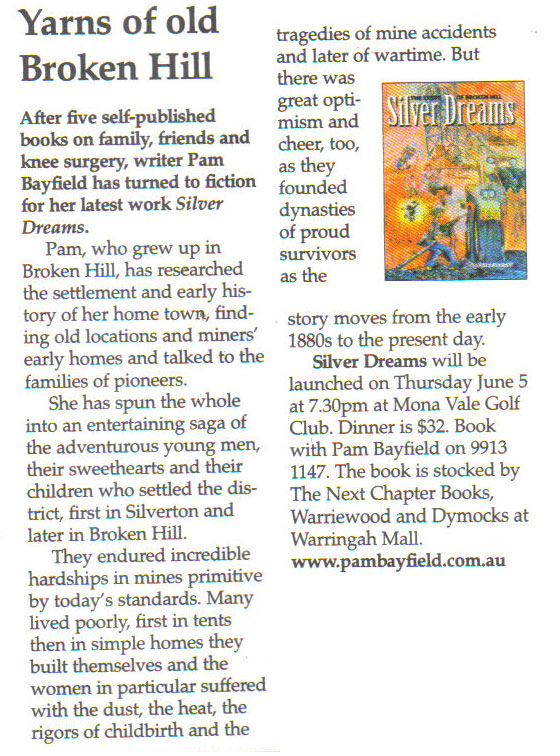 Yarns of old
Broken Hill
After five self-published
books on family, friends and
knee surgery, writer Pam
Bayfield has turned to fiction
for her latest work Silver
Dreams.
Pam, who grew up in
Broken Hill, has researched
the settlement and early his-
tory of her home town, find-
ing old locations and miners'
early homes and talked to the
families of pioneers.
She has spun the whole
into an entertaining saga of
the adventurous young men,
their sweethearts and their
children who settled the dis-
trict, first in Silverton and
later in Broken Hill.
They endured incredible
hardships in mines primitive
by today's standards. Many
lived poorly, first in tents
then in simple homes they
built themselves and the
women in particular suffered
with the dust, the heat, the
rigors of childbirth and the
tragedies of mine accidents
and later of wartime. But
there was
great opti-
mism and
cheer, too,
as they
founded
dynasties
of proud
survivors
as the
OF BROKEN HILL
Silver Dreams
story moves from the early
1880s to the present day.
Silver Dreams will be
launched on Thursday June 5
at 7.30pm at Mona Vale Golf
Club. Dinner is $32. Book
with Pam Bayfield on 9913
1147. The book is stocked by
The Next Chapter Books,
Warriewood and Dymocks at
Warringah Mall.
www.pambayfield.com.au